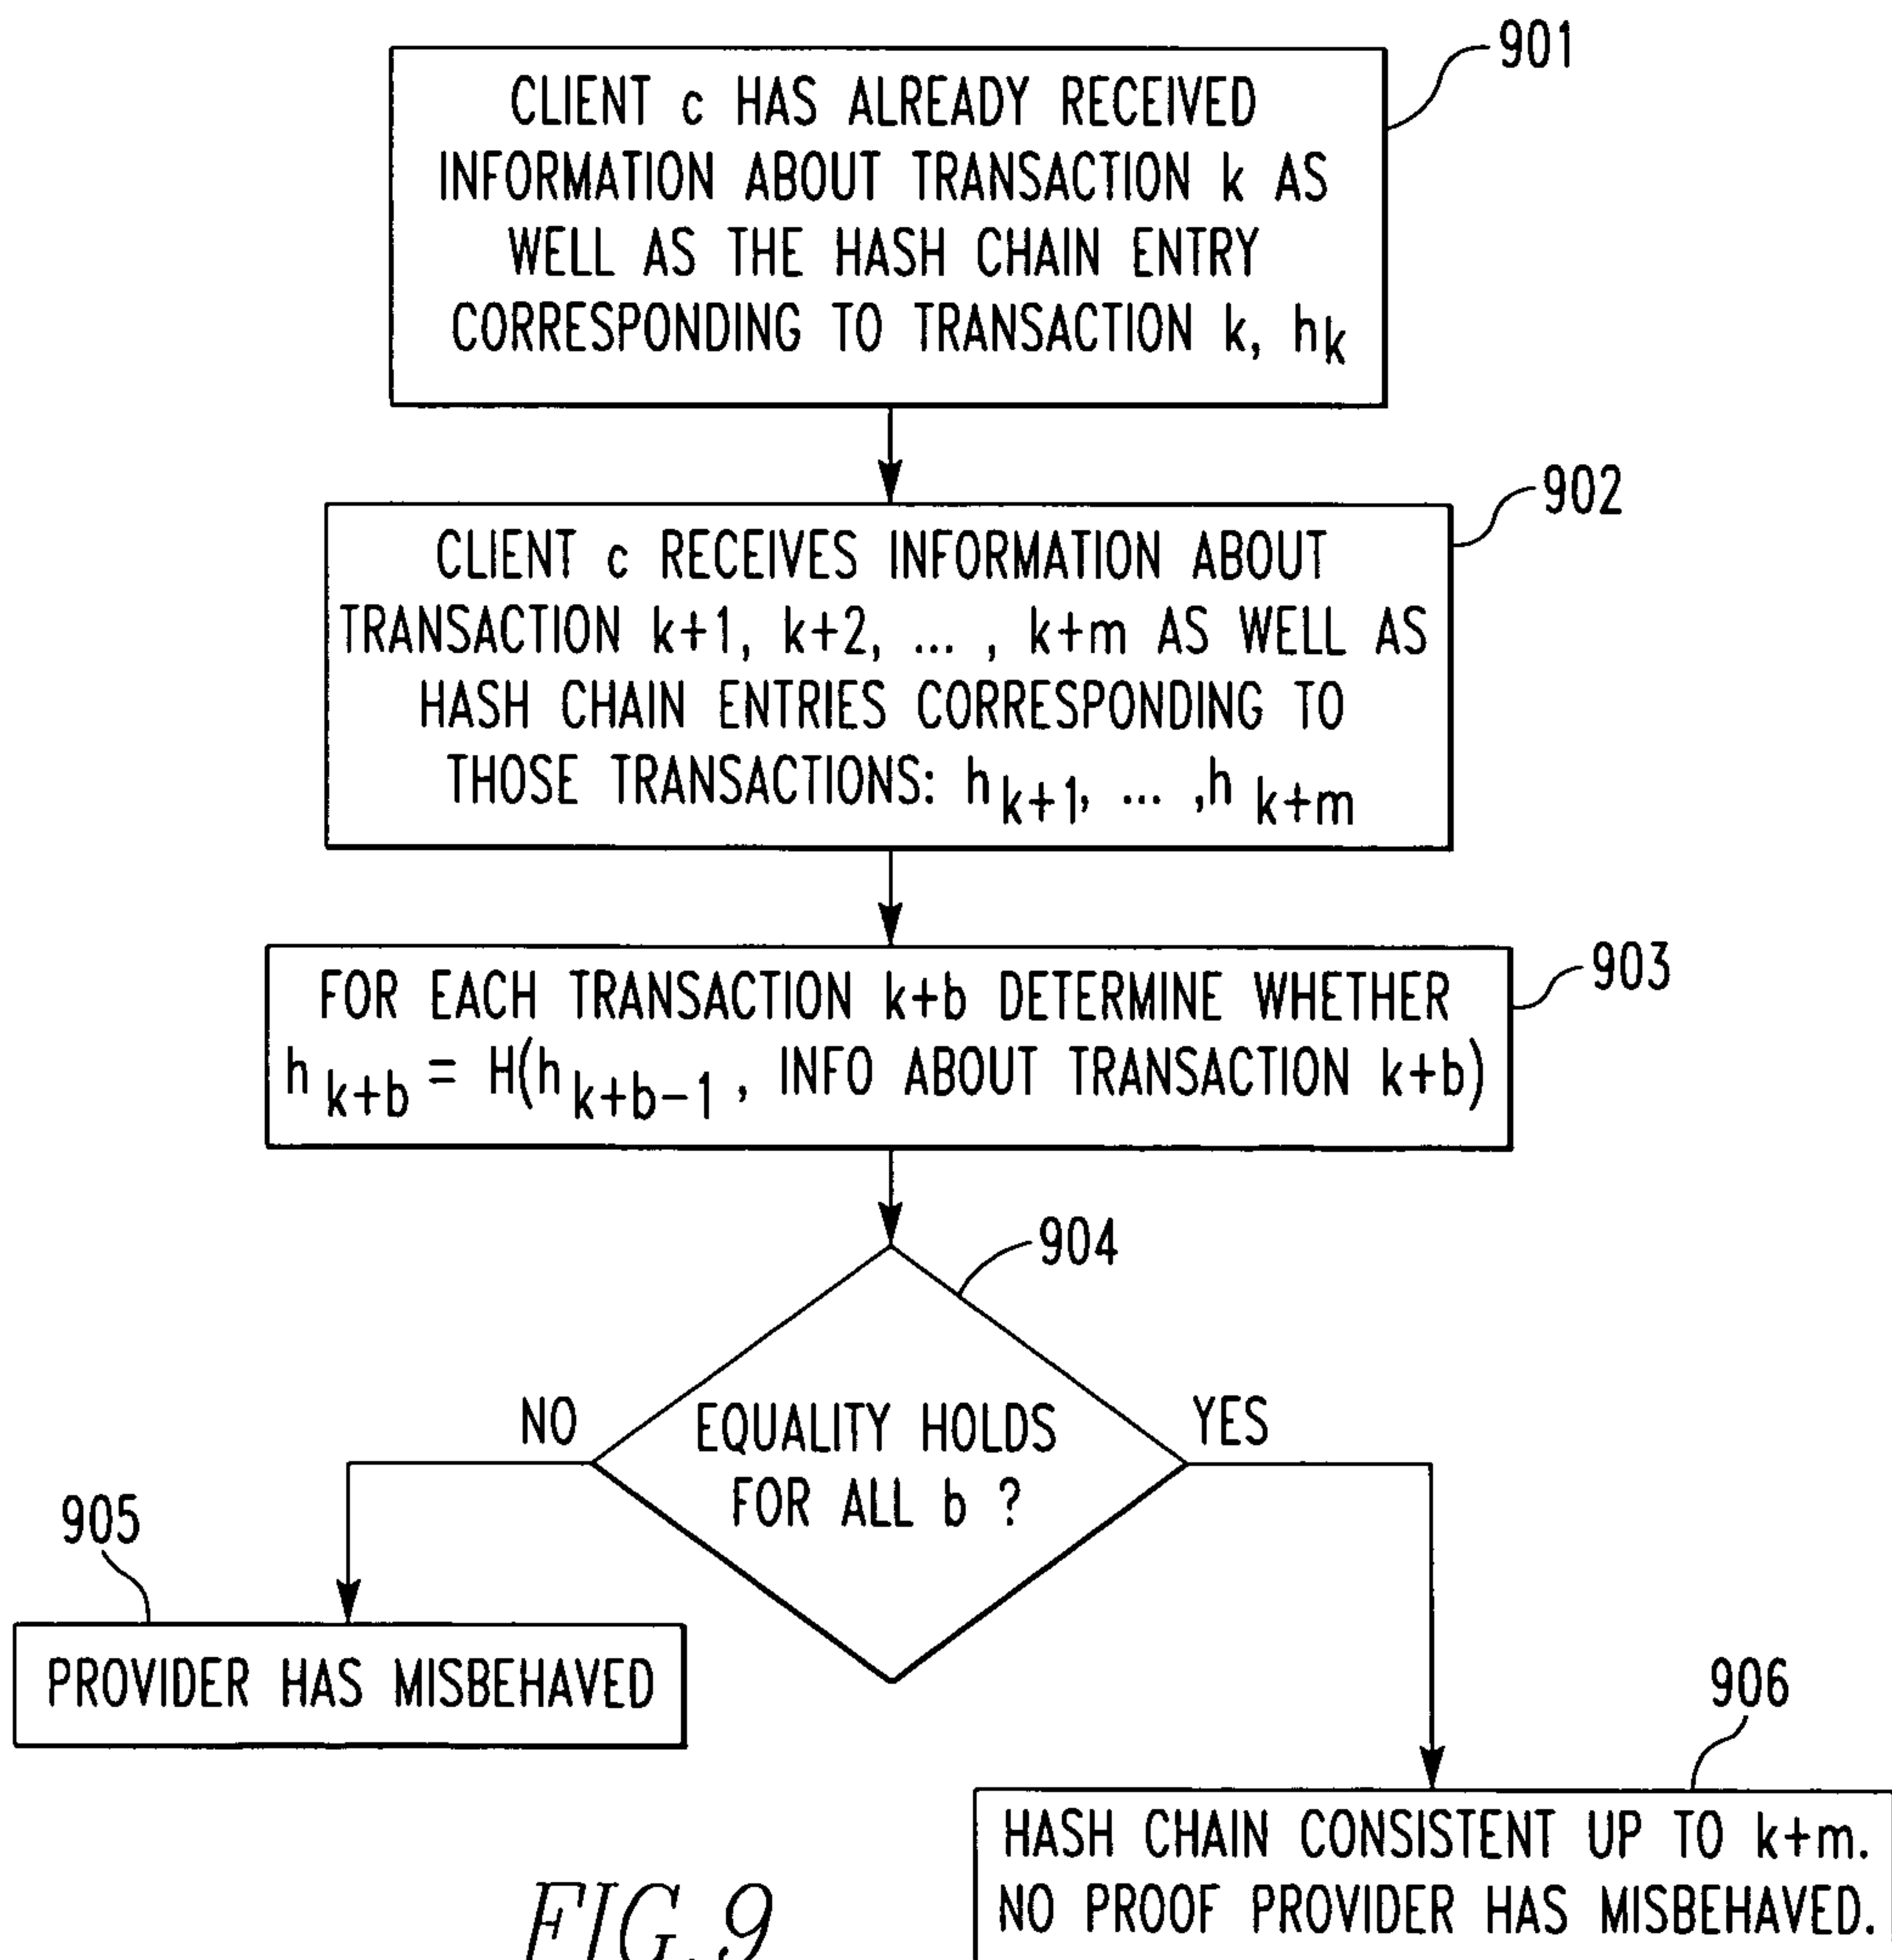 901
CLIENT c HAS ALREADY RECEIVED
INFORMATION ABOUT TRANSACTION k AS
WELL AS THE HASH CHAIN ENTRY
CORRESPONDING TO TRANSACTION k, hk
902
CLIENT c RECEIVES INFORMATION ABOUT
TRANSACTION k+1, k+2, ... , k+m AS WELL AS
HASH CHAIN ENTRIES CORRESPONDING TO
THOSE TRANSACTIONS: hk+1, ... ,h k+m
903
FOR EACH TRANSACTION k+b DETERMINE WHETHER
h k+b = H(h k+b-1 , INFO ABOUT TRANSACTION k+b)
904
EQUALITY HOLDS
FOR ALL b ?
NO
YES
905
PROVIDER HAS MISBEHAVED
906
HASH CHAIN CONSISTENT UP TO k+m.
NO PROOF PROVIDER HAS MISBEHAVED.
FIG. 9